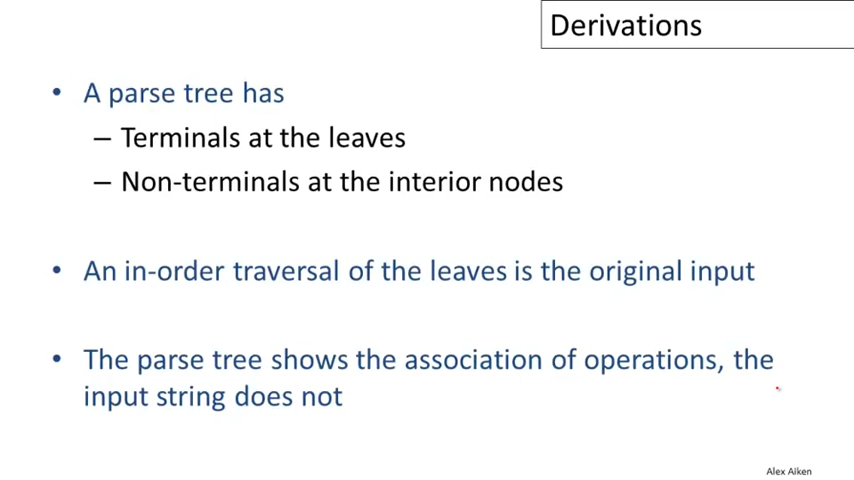 Derivations
• A parse tree has
– Terminals at the leaves
– Non-terminals at the interior nodes
• An in-order traversal of the leaves is the original input
• The parse tree shows the association of operations, the
input string does not
Alex Aiken